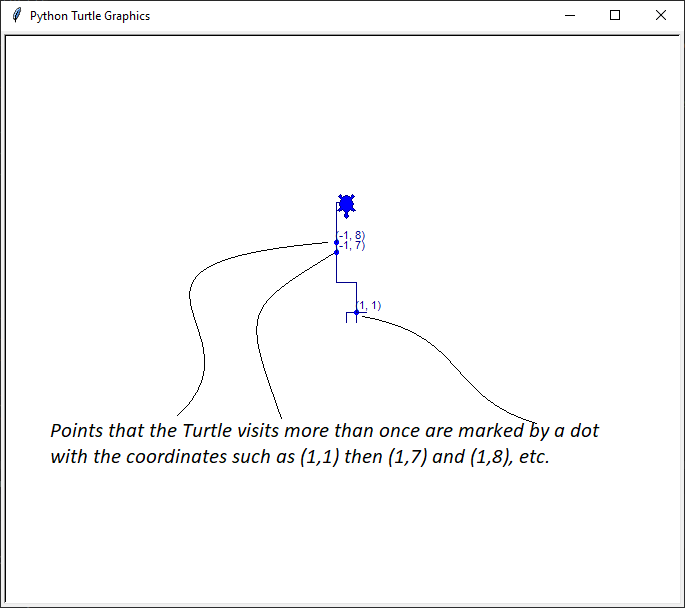 Python Turtle Graphics
(-1, 8)
(-1, 7)
(1, 1)
Points that the Turtle visits more than once are marked by a dot
with the coordinates such as (1,1) then (1,7) and (1,8), etc.